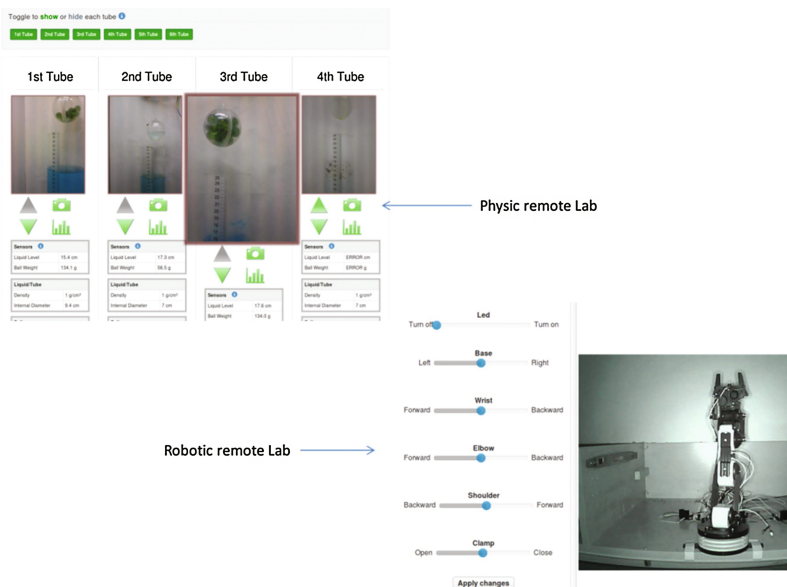 Toggle to show or hide each tube
1st Tube 2nd Tube 3rd Tube 4th Tube 5th Tube 6th Tube
1st Tube 2nd Tube 3rd Tube 4th Tube
Sensors
Liquid Level 15.4 cm
Ball Weight 134.1 g
Liquid/Tube
Density 1 g/cm³
Internal Diameter 8.4 cm
Sensors
Liquid Level 17.3 cm
Ball Weight 56.5 g
Liquid/Tube
Density 1 g/cm³
Internal Diameter 7 cm
Sensors
Liquid Level 17.6 cm
Ball Weight 134.0 g
Sensors
Liquid Level ERROR cm
Ball Weight ERROR g
Liquid/Tube
Density 1 g/cm³
Internal Diameter 7 cm
Physic remote Lab
Robotic remote Lab
Led
Turn off Turn on
Base
Left Right
Wrist
Forward Backward
Elbow
Forward Backward
Shoulder
Backward Forward
Clamp
Open Close
Apply changes